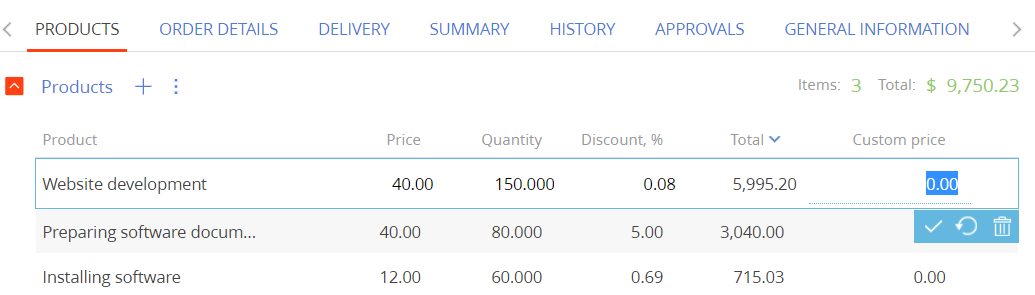 PRODUCTS ORDER DETAILS DELIVERY SUMMARY HISTORY APPROVALS GENERAL INFORMATION
Products Items: 3 Total: $ 9,750.23
Product Price Quantity Discount, % Total Custom price
Website development 40.00 150.000 0.08 5,995.20 0.00
Preparing software docum... 40.00 80.000 5.00 3,040.00
Installing software 12.00 60.000 0.69 715.03 0.00